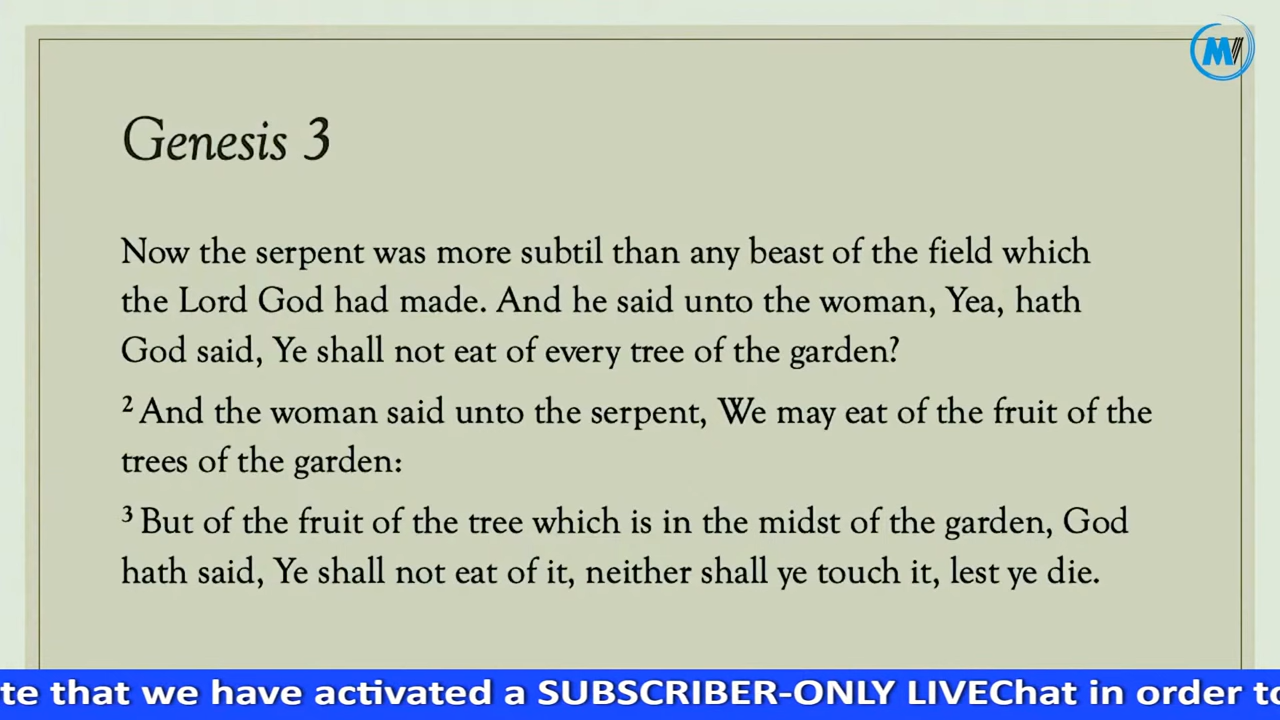 Genesis 3
Now the serpent was more subtil than any beast of the field which
the Lord God had made. And he said unto the woman, Yea, hath
God said, Ye shall not eat of every tree of the garden?
² And the woman said unto the serpent, We may eat of the fruit of the
trees of the garden:
³ But of the fruit of the tree which is in the midst of the garden, God
hath said, Ye shall not eat of it, neither shall ye touch it, lest ye die.
te that we have activated a SUBSCRIBER-ONLY LIVEChat in order to